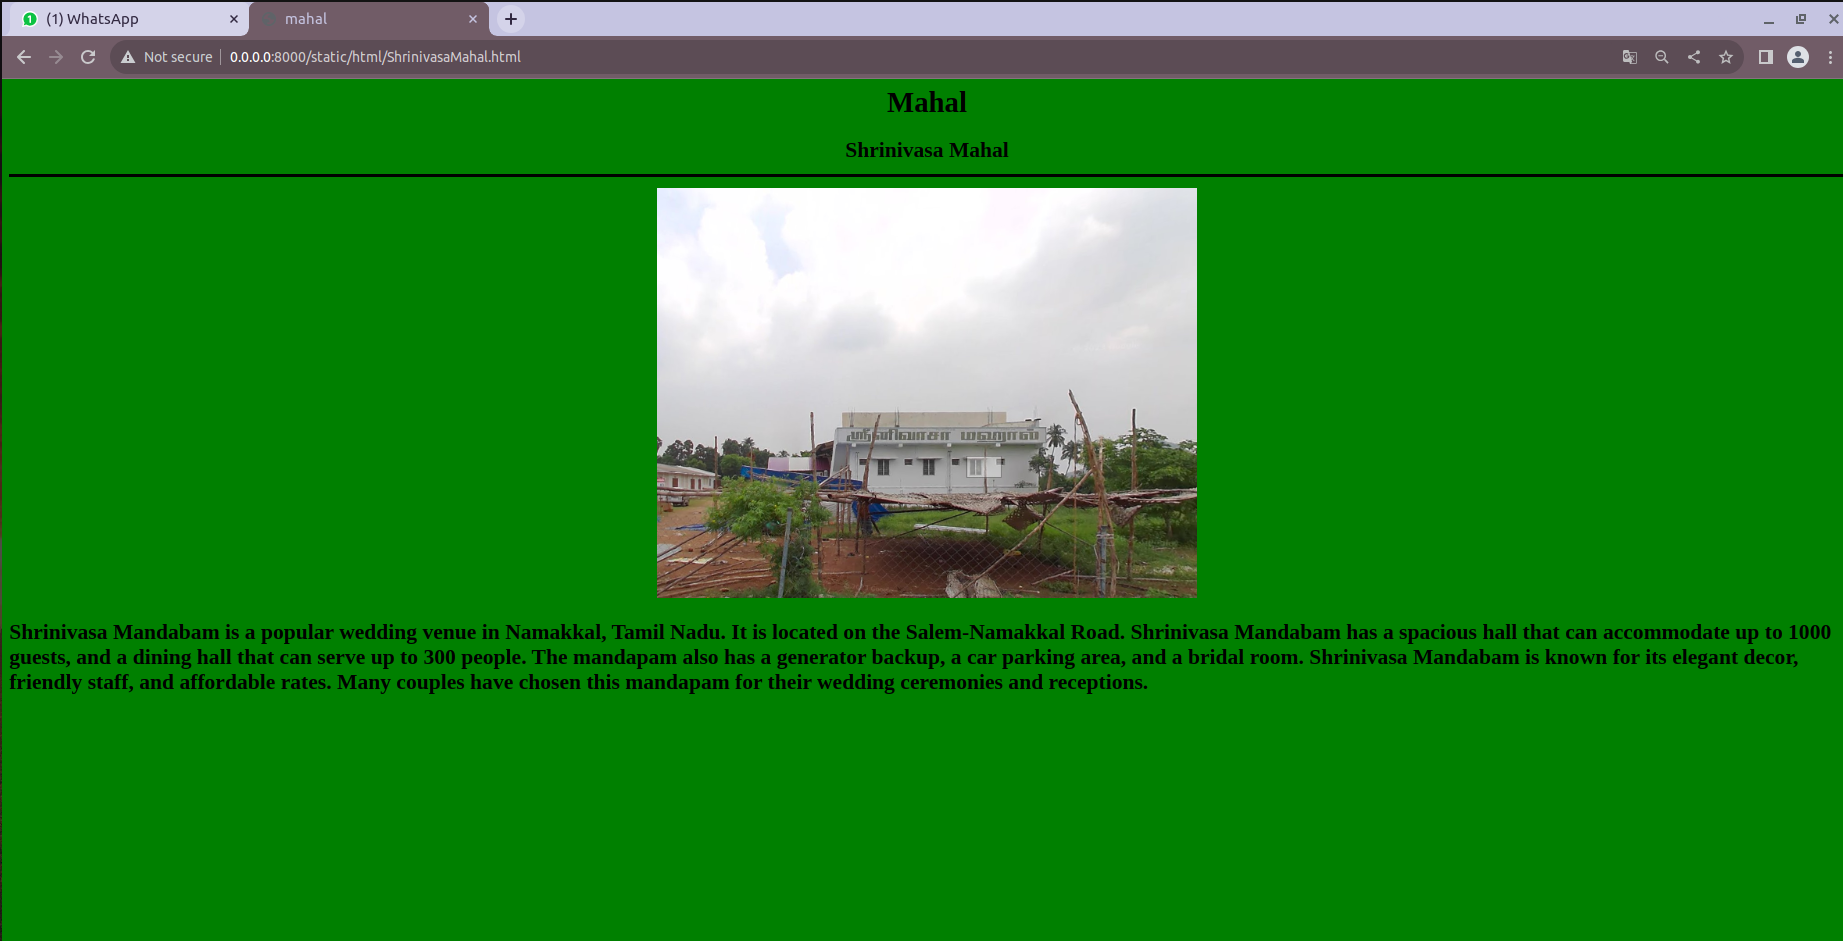 (1) WhatsApp
mahal
Not secure
0.0.0.0:8000/static/html/ShrinivasaMahal.html
Mahal
Shrinivasa Mahal
ஸ்ரீனிவாசா மஹால்
Shrinivasa Mandabam is a popular wedding venue in Namakkal, Tamil Nadu. It is located on the Salem-Namakkal Road. Shrinivasa Mandabam has a spacious hall that can accommodate up to 1000
guests, and a dining hall that can serve up to 300 people. The mandapam also has a generator backup, a car parking area, and a bridal room. Shrinivasa Mandabam is known for its elegant decor,
friendly staff, and affordable rates. Many couples have chosen this mandapam for their wedding ceremonies and receptions.